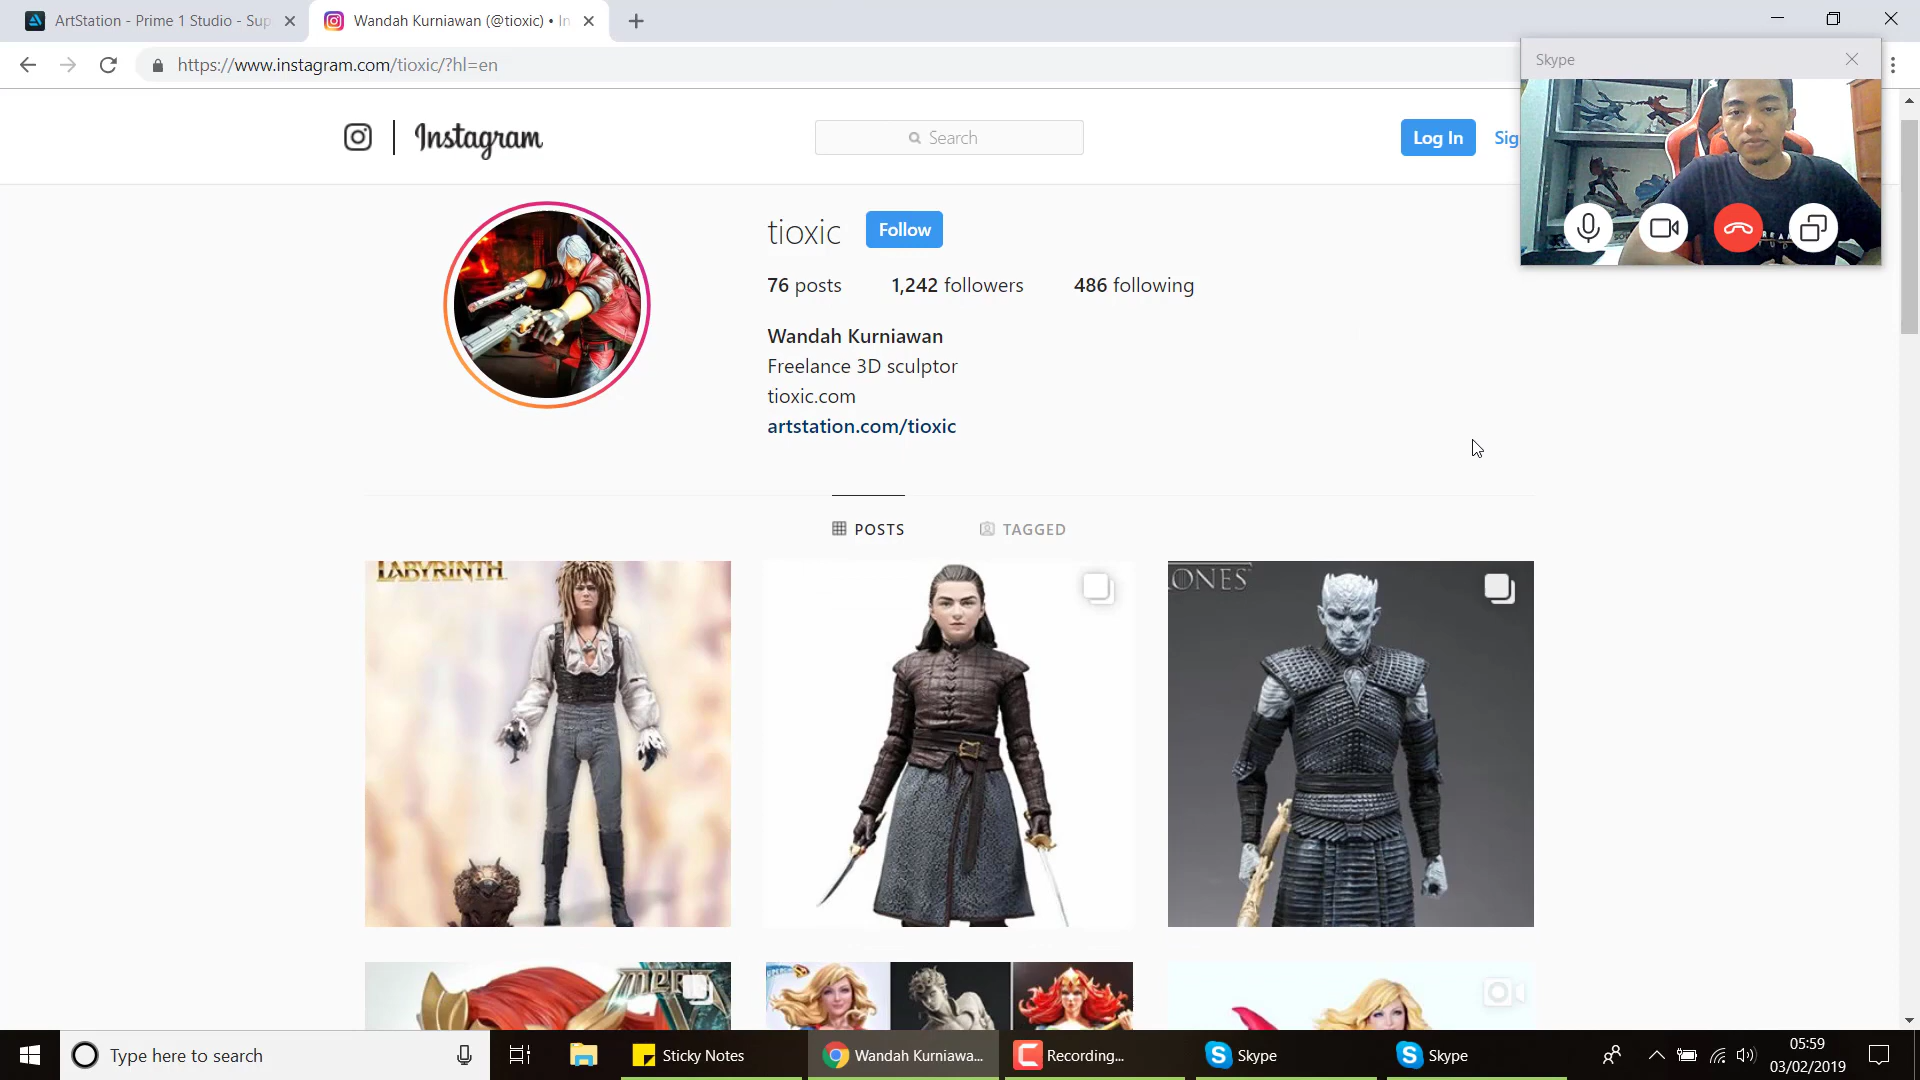 ArtStation - Prime 1 Studio - Sup
Wandah Kurniawan (@tioxic) • In
https://www.instagram.com/tioxic/?hl=en
Skype
Instagram
Search
Log In
Sig
tioxic
Follow
76 posts
1,242 followers
486 following
Wandah Kurniawan
Freelance 3D sculptor
tioxic.com
artstation.com/tioxic
POSTS
TAGGED
LABYRINTH
RONES
Type here to search
Sticky Notes
Wandah Kurniawa...
Recording...
Skype
Skype
05:59
03/02/2019